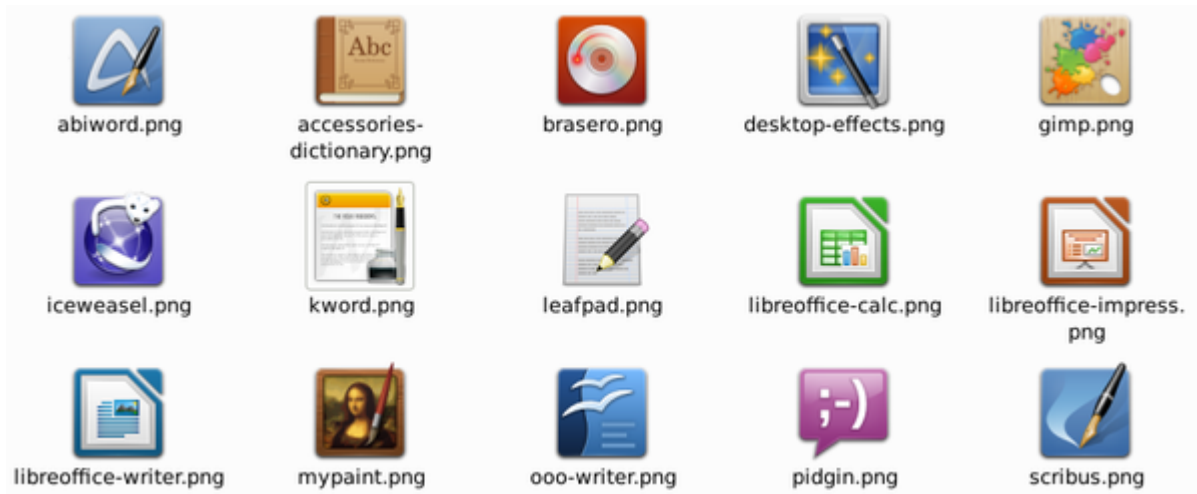 Abc
abiword.png
accessories-
dictionary.png
brasero.png
desktop-effects.png
gimp.png
iceweasel.png
kword.png
leafpad.png
libreoffice-calc.png
libreoffice-impress.
png
;-)
libreoffice-writer.png
mypaint.png
ooo-writer.png
pidgin.png
scribus.png